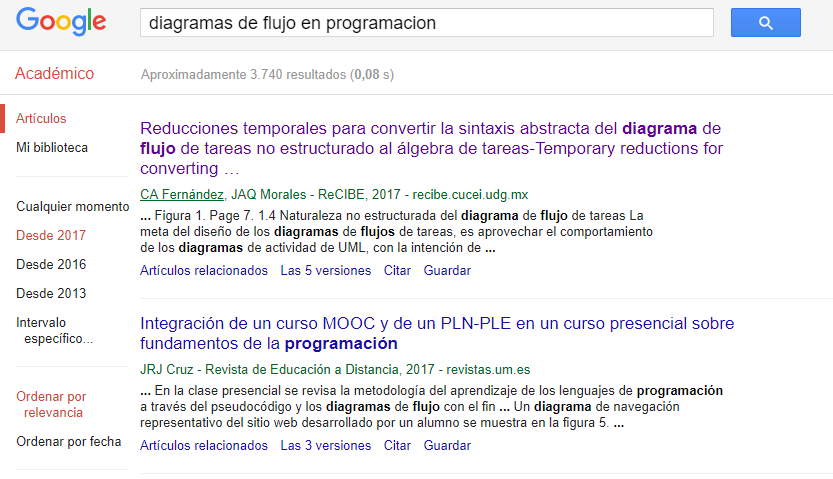 Google
diagramas de flujo en programacion
Académico
Aproximadamente 3.740 resultados (0,08 s)
Artículos
Mi biblioteca
Cualquier momento
Desde 2017
Desde 2016
Desde 2013
Intervalo
específico...
Ordenar por
relevancia
Ordenar por fecha
Reducciones temporales para convertir la sintaxis abstracta del diagrama de
flujo de tareas no estructurado al álgebra de tareas-Temporary reductions for
converting …
CA Fernández, JAQ Morales - ReCIBE, 2017 - recibe.cucei.udg.mx
... Figura 1. Page 7. 1.4 Naturaleza no estructurada del diagrama de flujo de tareas La
meta del diseño de los diagramas de flujos de tareas, es aprovechar el comportamiento
de los diagramas de actividad de UML, con la intención de ...
Artículos relacionados Las 5 versiones Citar Guardar
Integración de un curso MOOC y de un PLN-PLE en un curso presencial sobre
fundamentos de la programación
JRJ Cruz - Revista de Educación a Distancia, 2017 - revistas.um.es
... En la clase presencial se revisa la metodología del aprendizaje de los lenguajes de programación
a través del pseudocódigo y los diagramas de flujo con el fin ... Un diagrama de navegación
representativo del sitio web desarrollado por un alumno se muestra en la figura 5. ...
Artículos relacionados Las 3 versiones Citar Guardar